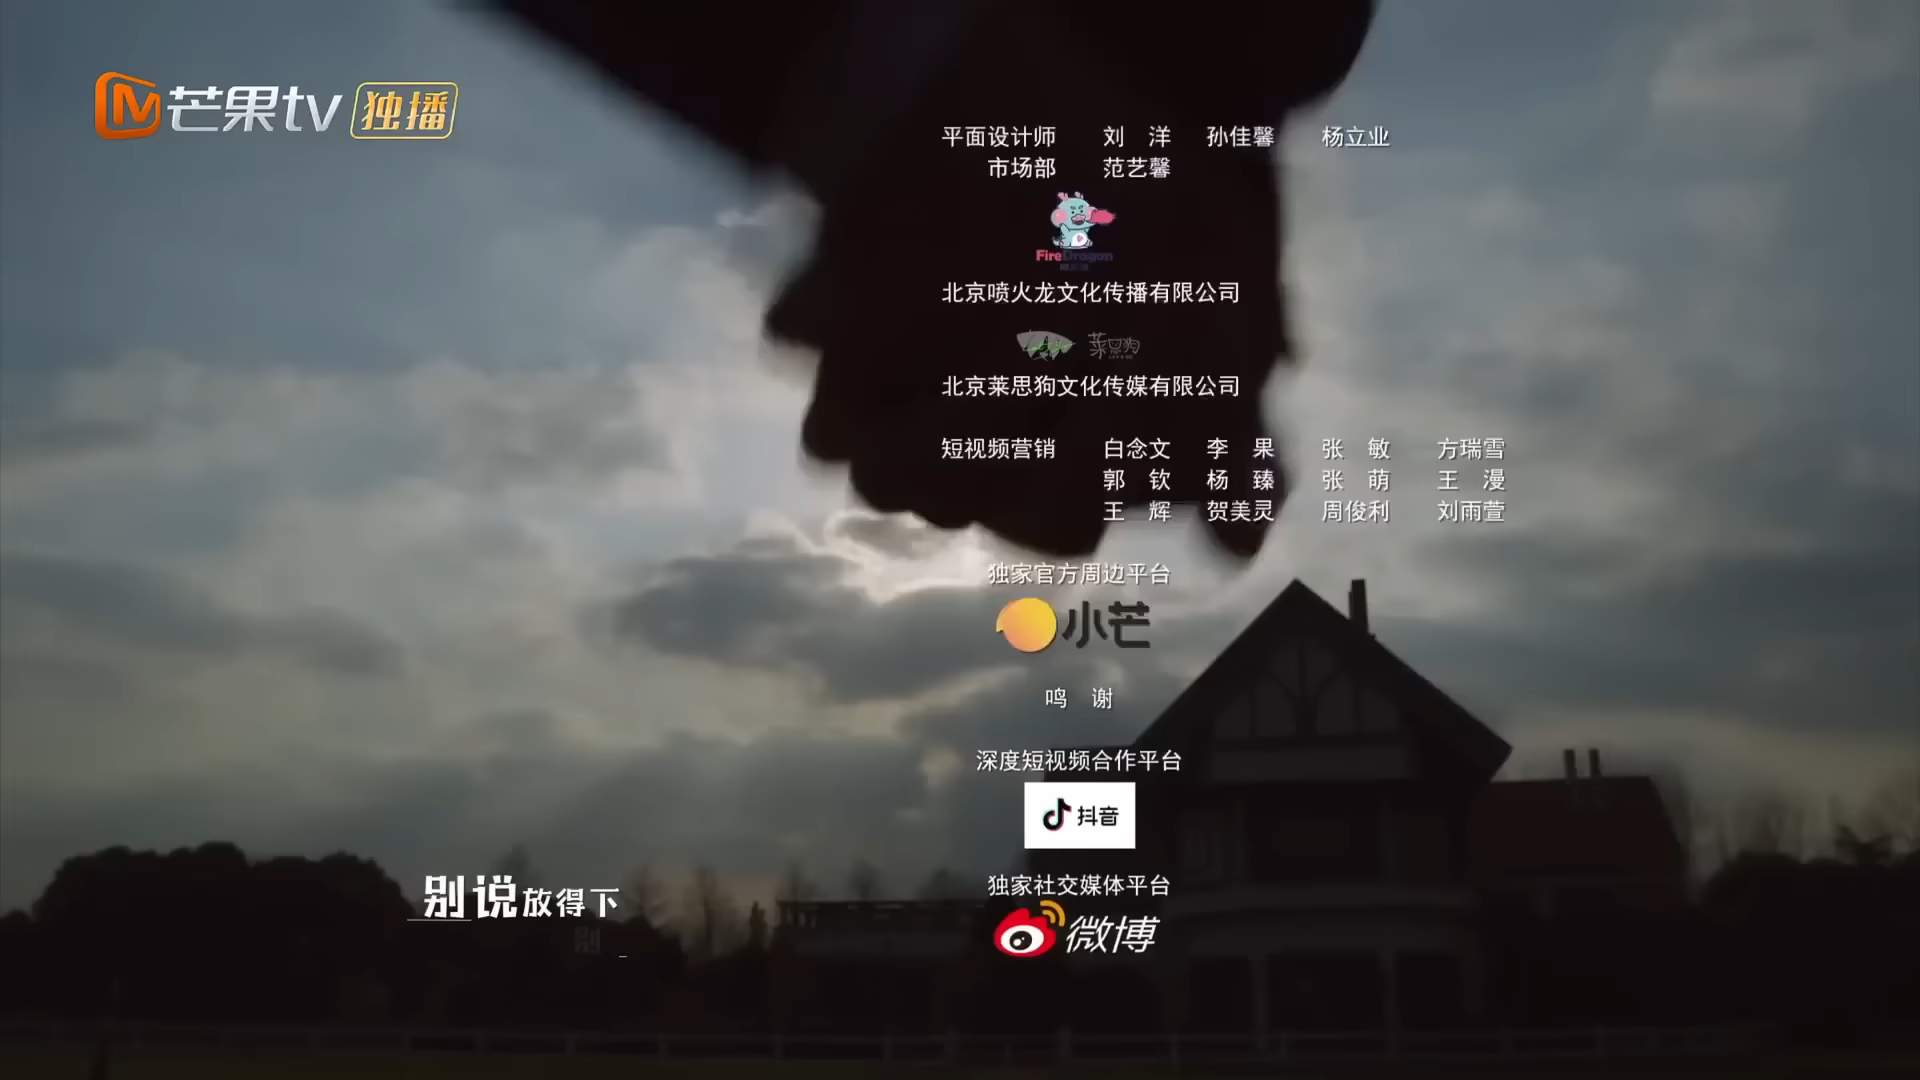 芒果tv 独播
平面设计师 刘 洋 孙佳馨 杨立业
市场部 范艺馨
FireDragon
北京喷火龙文化传播有限公司
莱思狗
北京莱思狗文化传媒有限公司
短视频营销 白念文 李 果 张 敏 方瑞雪
郭 钦 杨 臻 张 萌 王 漫
王 辉 贺美灵 周俊利 刘雨萱
独家官方周边平台
小芒
鸣 谢
深度短视频合作平台
抖音
独家社交媒体平台
微博
别说放得下